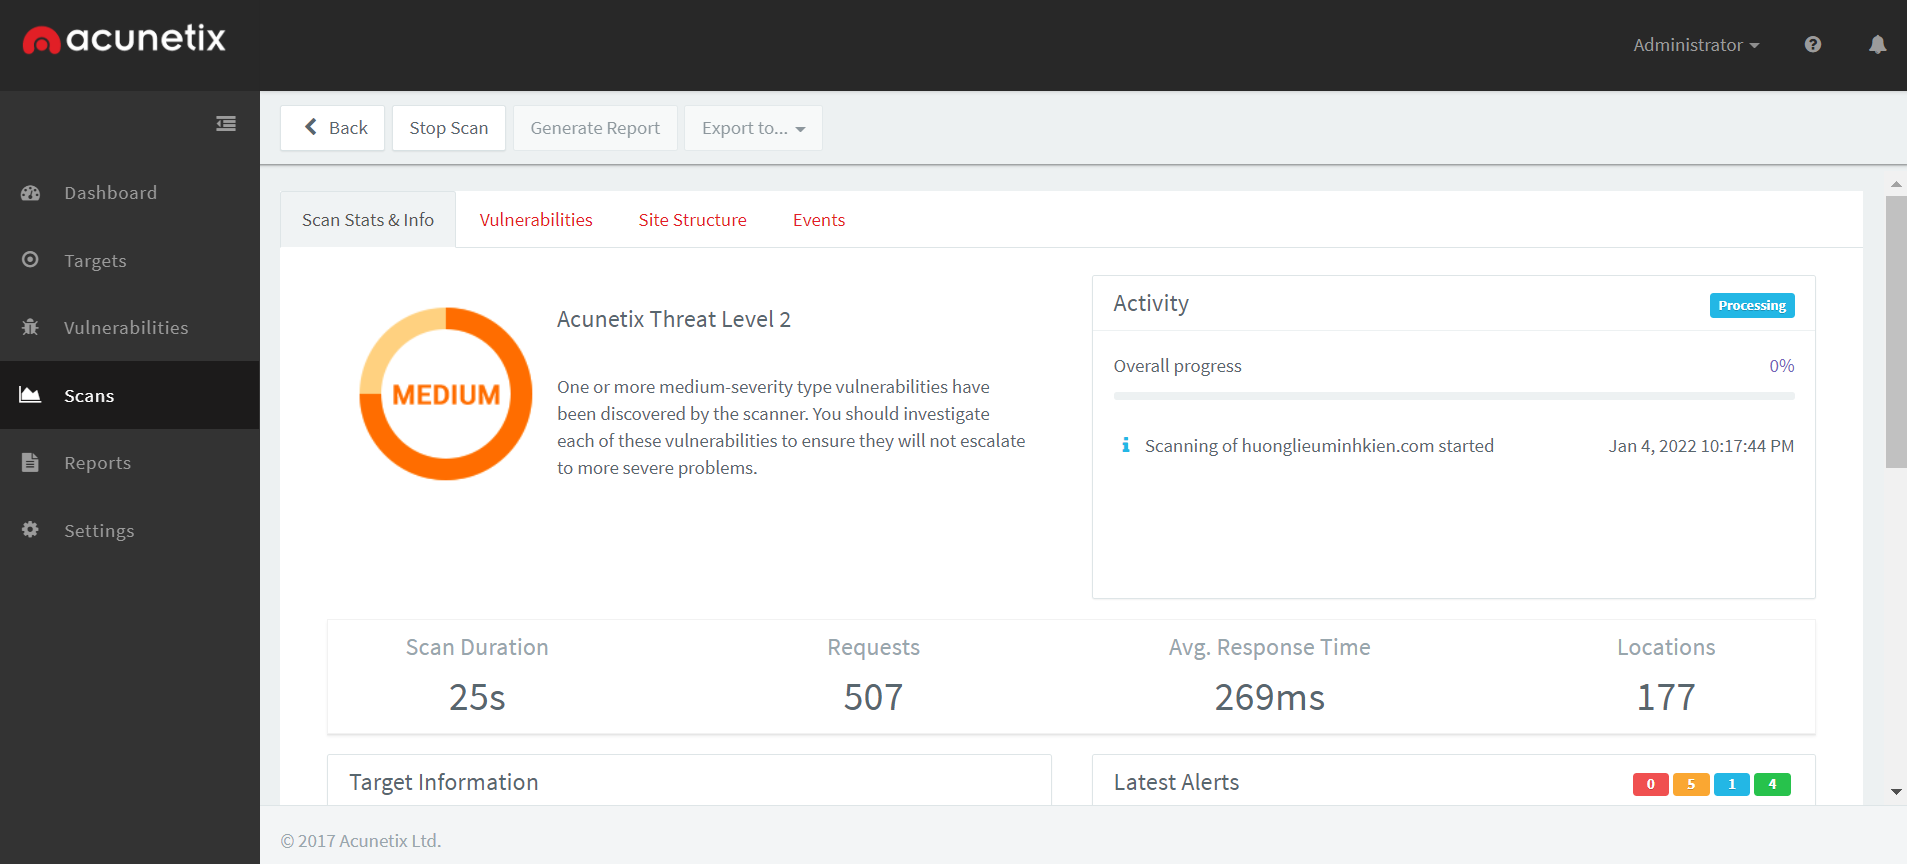 acunetix
Administrator
Back
Stop Scan
Generate Report
Export to...
Dashboard
Targets
Vulnerabilities
Scans
Reports
Settings
Scan Stats & Info
Vulnerabilities
Site Structure
Events
MEDIUM
Acunetix Threat Level 2
One or more medium-severity type vulnerabilities have
been discovered by the scanner. You should investigate
each of these vulnerabilities to ensure they will not escalate
to more severe problems.
Activity
Processing
Overall progress
0%
Scanning of huonglieuminhkien.com started
Jan 4, 2022 10:17:44 PM
Scan Duration
25s
Requests
507
Avg. Response Time
269ms
Locations
177
Target Information
Latest Alerts
0
5
1
4
© 2017 Acunetix Ltd.